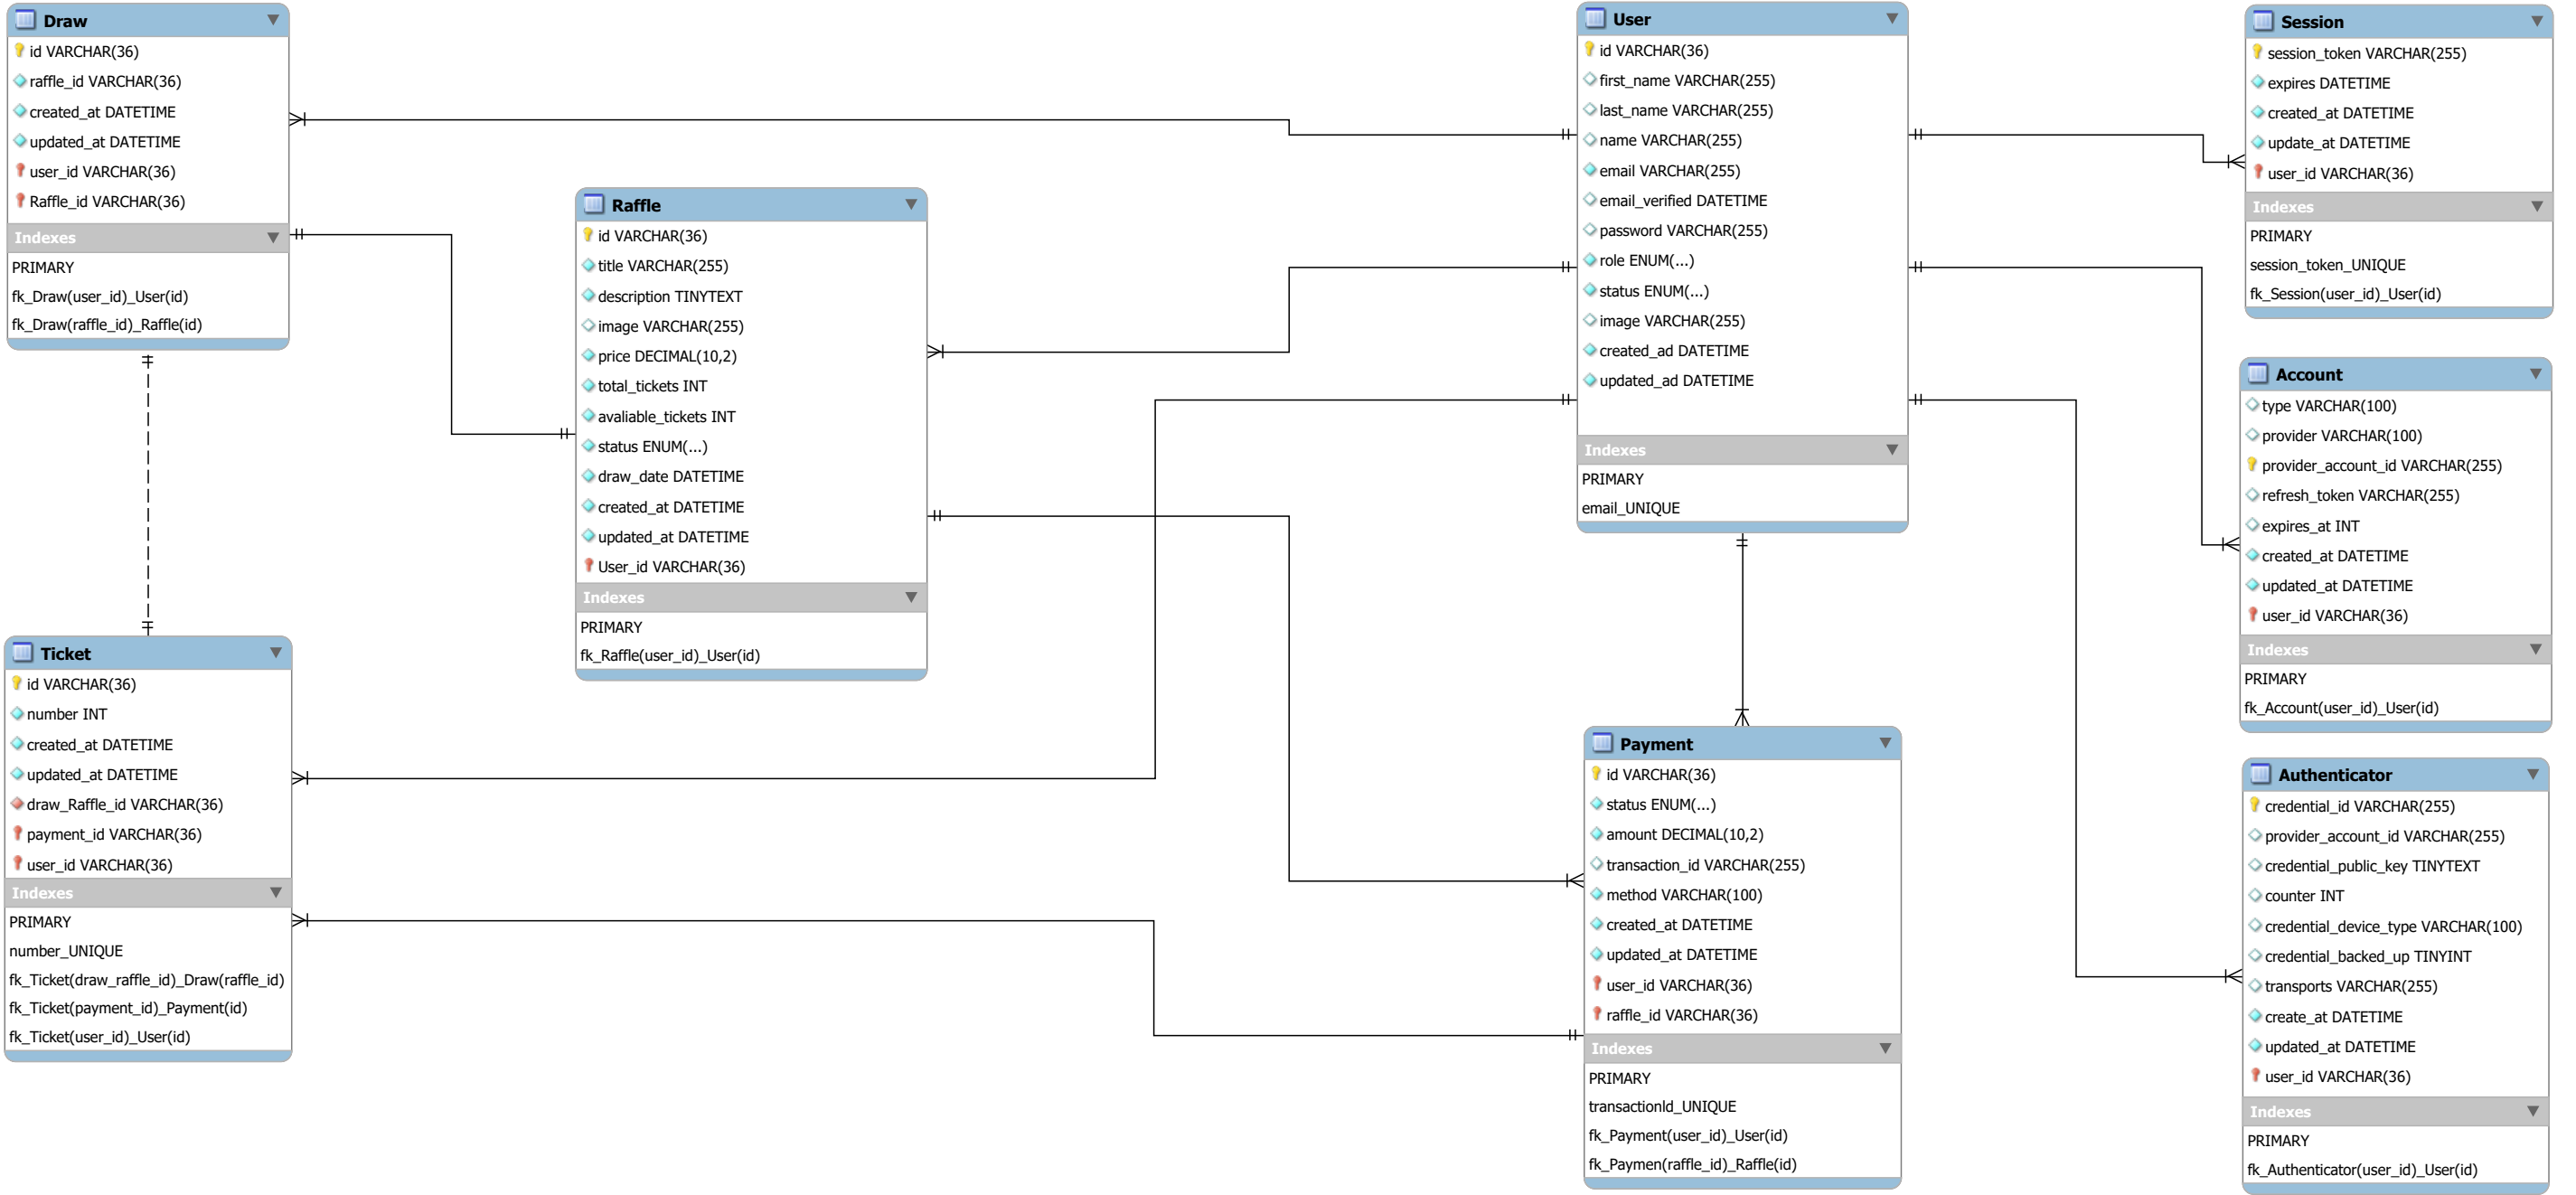 Draw
id VARCHAR(36)
raffle_id VARCHAR(36)
created_at DATETIME
updated_at DATETIME
user_id VARCHAR(36)
Raffle_id VARCHAR(36)
Indexes
PRIMARY
fk_Draw(user_id)_User(id)
fk_Draw(raffle_id)_Raffle(id)
Ticket
id VARCHAR(36)
number INT
created_at DATETIME
updated_at DATETIME
draw_Raffle_id VARCHAR(36)
payment_id VARCHAR(36)
user_id VARCHAR(36)
Indexes
PRIMARY
number_UNIQUE
fk_Ticket(draw_raffle_id)_Draw(raffle_id)
fk_Ticket(payment_id)_Payment(id)
fk_Ticket(user_id)_User(id)
Raffle
id VARCHAR(36)
title VARCHAR(255)
description TINYTEXT
image VARCHAR(255)
price DECIMAL(10,2)
total_tickets INT
avaliable_tickets INT
status ENUM(...)
draw_date DATETIME
created_at DATETIME
updated_at DATETIME
User_id VARCHAR(36)
Indexes
PRIMARY
fk_Raffle(user_id)_User(id)
User
id VARCHAR(36)
first_name VARCHAR(255)
last_name VARCHAR(255)
name VARCHAR(255)
email VARCHAR(255)
email_verified DATETIME
password VARCHAR(255)
role ENUM(...)
status ENUM(...)
image VARCHAR(255)
created_ad DATETIME
updated_ad DATETIME
Indexes
PRIMARY
email_UNIQUE
Payment
id VARCHAR(36)
status ENUM(...)
amount DECIMAL(10,2)
transaction_id VARCHAR(255)
method VARCHAR(100)
created_at DATETIME
updated_at DATETIME
user_id VARCHAR(36)
raffle_id VARCHAR(36)
Indexes
PRIMARY
transactionId_UNIQUE
fk_Payment(user_id)_User(id)
fk_Paymen(raffle_id)_Raffle(id)
Session
session_token VARCHAR(255)
expires DATETIME
created_at DATETIME
update_at DATETIME
user_id VARCHAR(36)
Indexes
PRIMARY
session_token_UNIQUE
fk_Session(user_id)_User(id)
Account
type VARCHAR(100)
provider VARCHAR(100)
provider_account_id VARCHAR(255)
refresh_token VARCHAR(255)
expires_at INT
created_at DATETIME
updated_at DATETIME
user_id VARCHAR(36)
Indexes
PRIMARY
fk_Account(user_id)_User(id)
Authenticator
credential_id VARCHAR(255)
provider_account_id VARCHAR(255)
credential_public_key TINYTEXT
counter INT
credential_device_type VARCHAR(100)
credential_backed_up TINYINT
transports VARCHAR(255)
create_at DATETIME
updated_at DATETIME
user_id VARCHAR(36)
Indexes
PRIMARY
fk_Authenticator(user_id)_User(id)